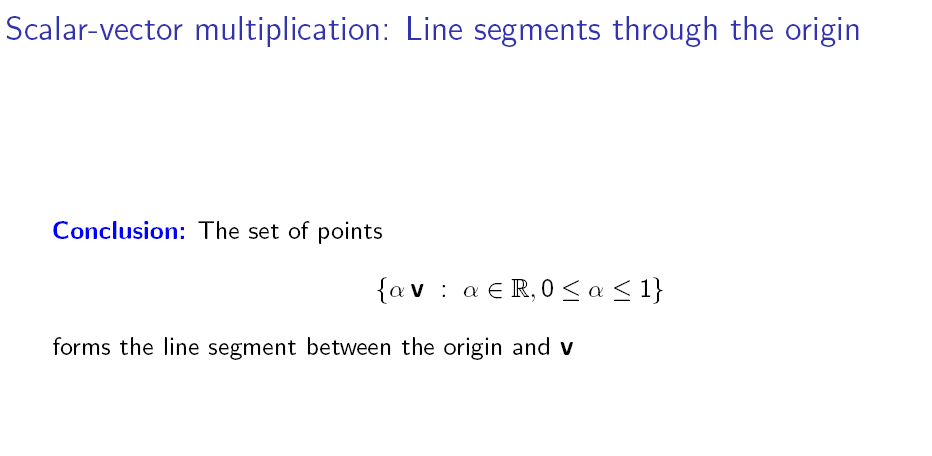 Scalar-vector multiplication: Line segments through the origin
Conclusion: The set of points
{α v : α ∈ ℝ, 0 ≤ α ≤ 1}
forms the line segment between the origin and v